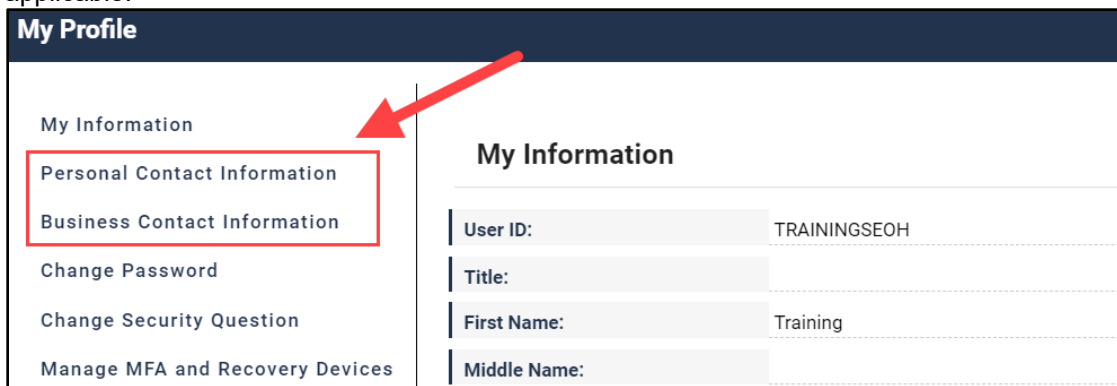 applicable.
My Profile
My Information
Personal Contact Information
Business Contact Information
Change Password
Change Security Question
Manage MFA and Recovery Devices
My Information
User ID: TRAININGSEOH
Title:
First Name: Training
Middle Name: